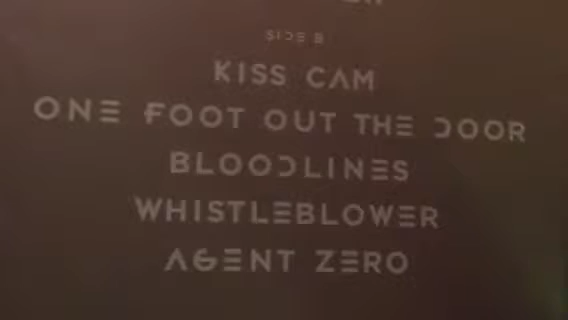 SIDE B
KISS CAM
ONE FOOT OUT THE DOOR
BLOODLINES
WHISTLEBLOWER
AGENT ZERO